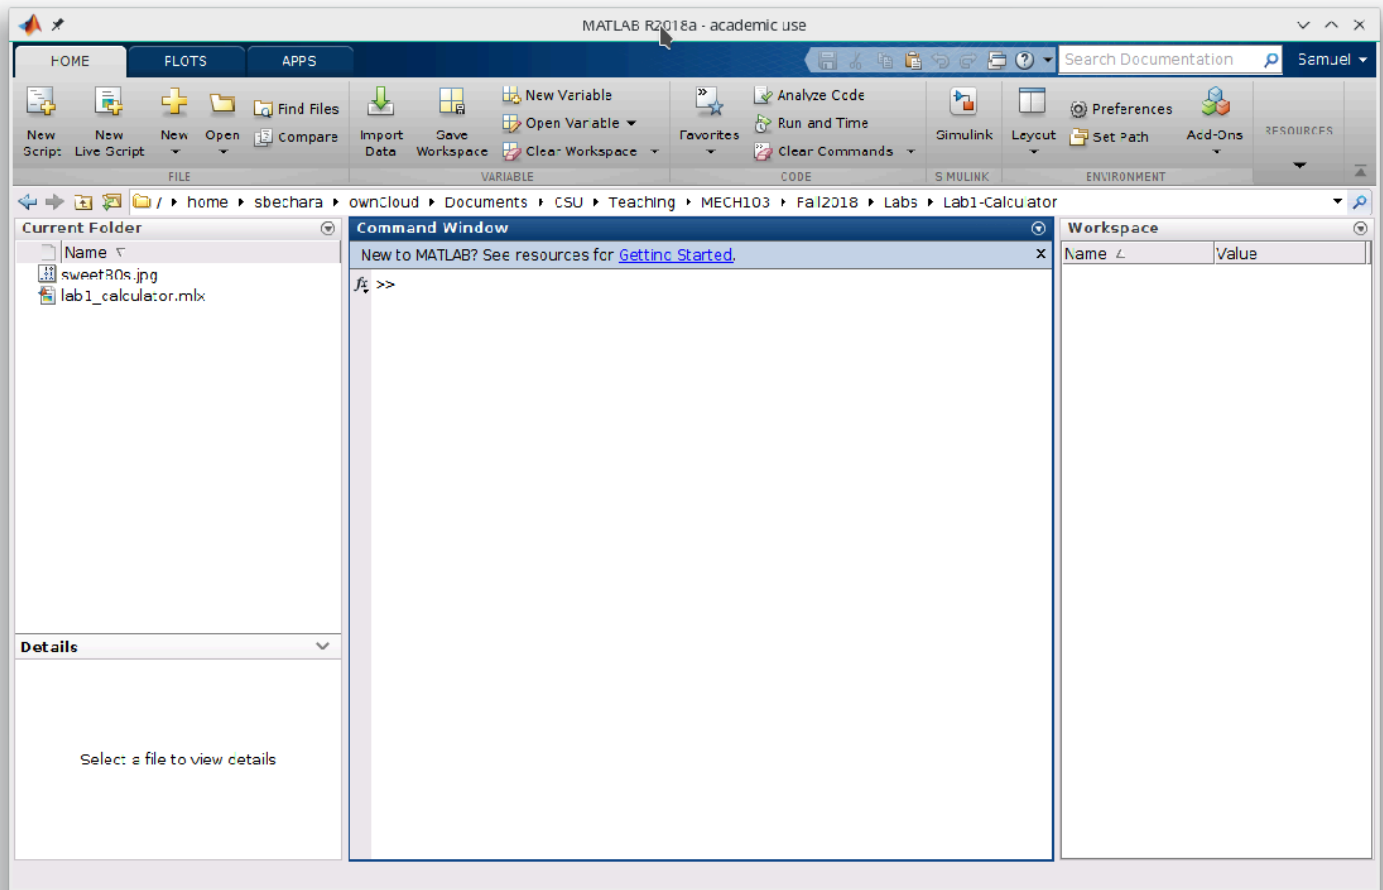 MATLAB R2018a - academic use
HOME PLOTS APPS
Search Documentation
Samuel
New Script
New Live Script
New
Open
Find Files
Compare
FILE
Import Data
Save Workspace
New Variable
Open Variable
Clear Workspace
VARIABLE
Favorites
Analyze Code
Run and Time
Clear Commands
CODE
Simulink
SIMULINK
Layout
Preferences
Set Path
Add-Ons
ENVIRONMENT
RESOURCES
/ home sbechara ownCloud Documents CSU Teaching MECH103 Fall2018 Labs Lab1-Calculator
Current Folder
Name
sweet80s.jpg
lab1_calculator.mlx
Details
Select a file to view details
Command Window
New to MATLAB? See resources for Getting Started. x
fx >>
Workspace
Name Value